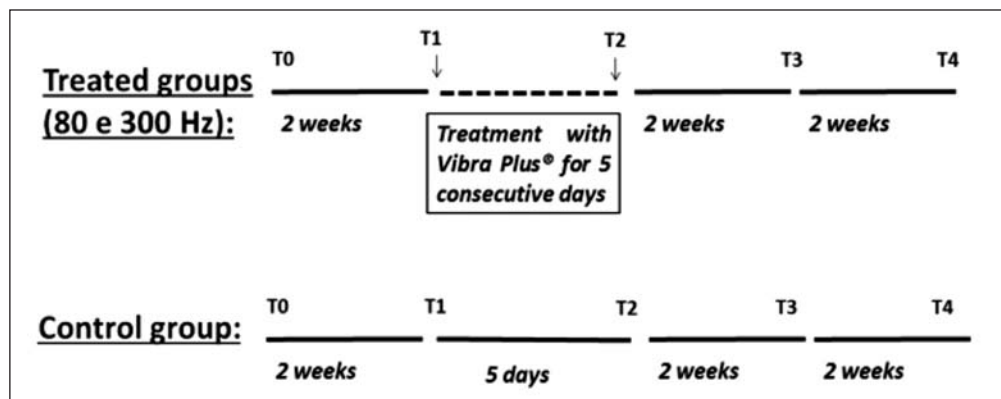 T0 T1 T2 T3 T4
Treated groups
(80 e 300 Hz):
2 weeks 2 weeks 2 weeks
Treatment with
Vibra Plus® for 5
consecutive days
T0 T1 T2 T3 T4
Control group:
2 weeks 5 days 2 weeks 2 weeks